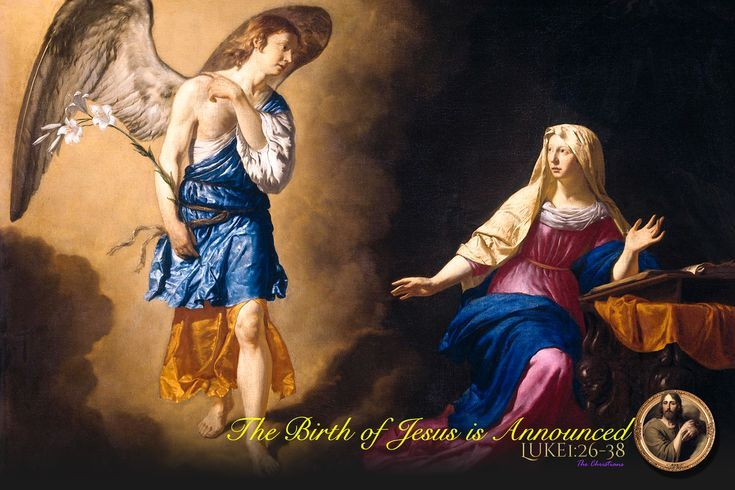 The Birth of Jesus is Announced
LUKE1:26-38
The Christians